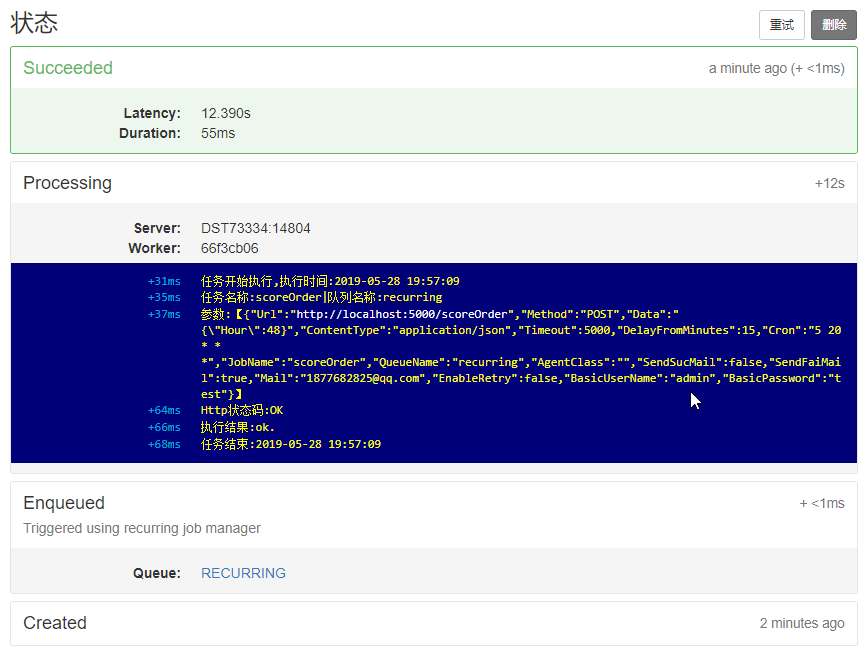 状态
重试 删除
Succeeded a minute ago (+ <1ms)
Latency: 12.390s
Duration: 55ms
Processing +12s
Server: DST73334:14804
Worker: 66f3cb06
+31ms 任务开始执行,执行时间:2019-05-28 19:57:09
+35ms 任务名称:scoreOrder|队列名称:recurring
+37ms 参数:【{"Url":"http://localhost:5000/scoreOrder","Method":"POST","Data":"
{\"Hour\":48}","ContentType":"application/json","Timeout":5000,"DelayFromMinutes":15,"Cron":"5 20
* *
*","JobName":"scoreOrder","QueueName":"recurring","AgentClass":"","SendSucMail":false,"SendFaiMai
l":true,"Mail":"1877682825@qq.com","EnableRetry":false,"BasicUserName":"admin","BasicPassword":"t
est"}】
+64ms Http状态码:OK
+66ms 执行结果:ok.
+68ms 任务结束:2019-05-28 19:57:09
Enqueued + <1ms
Triggered using recurring job manager
Queue: RECURRING
Created 2 minutes ago